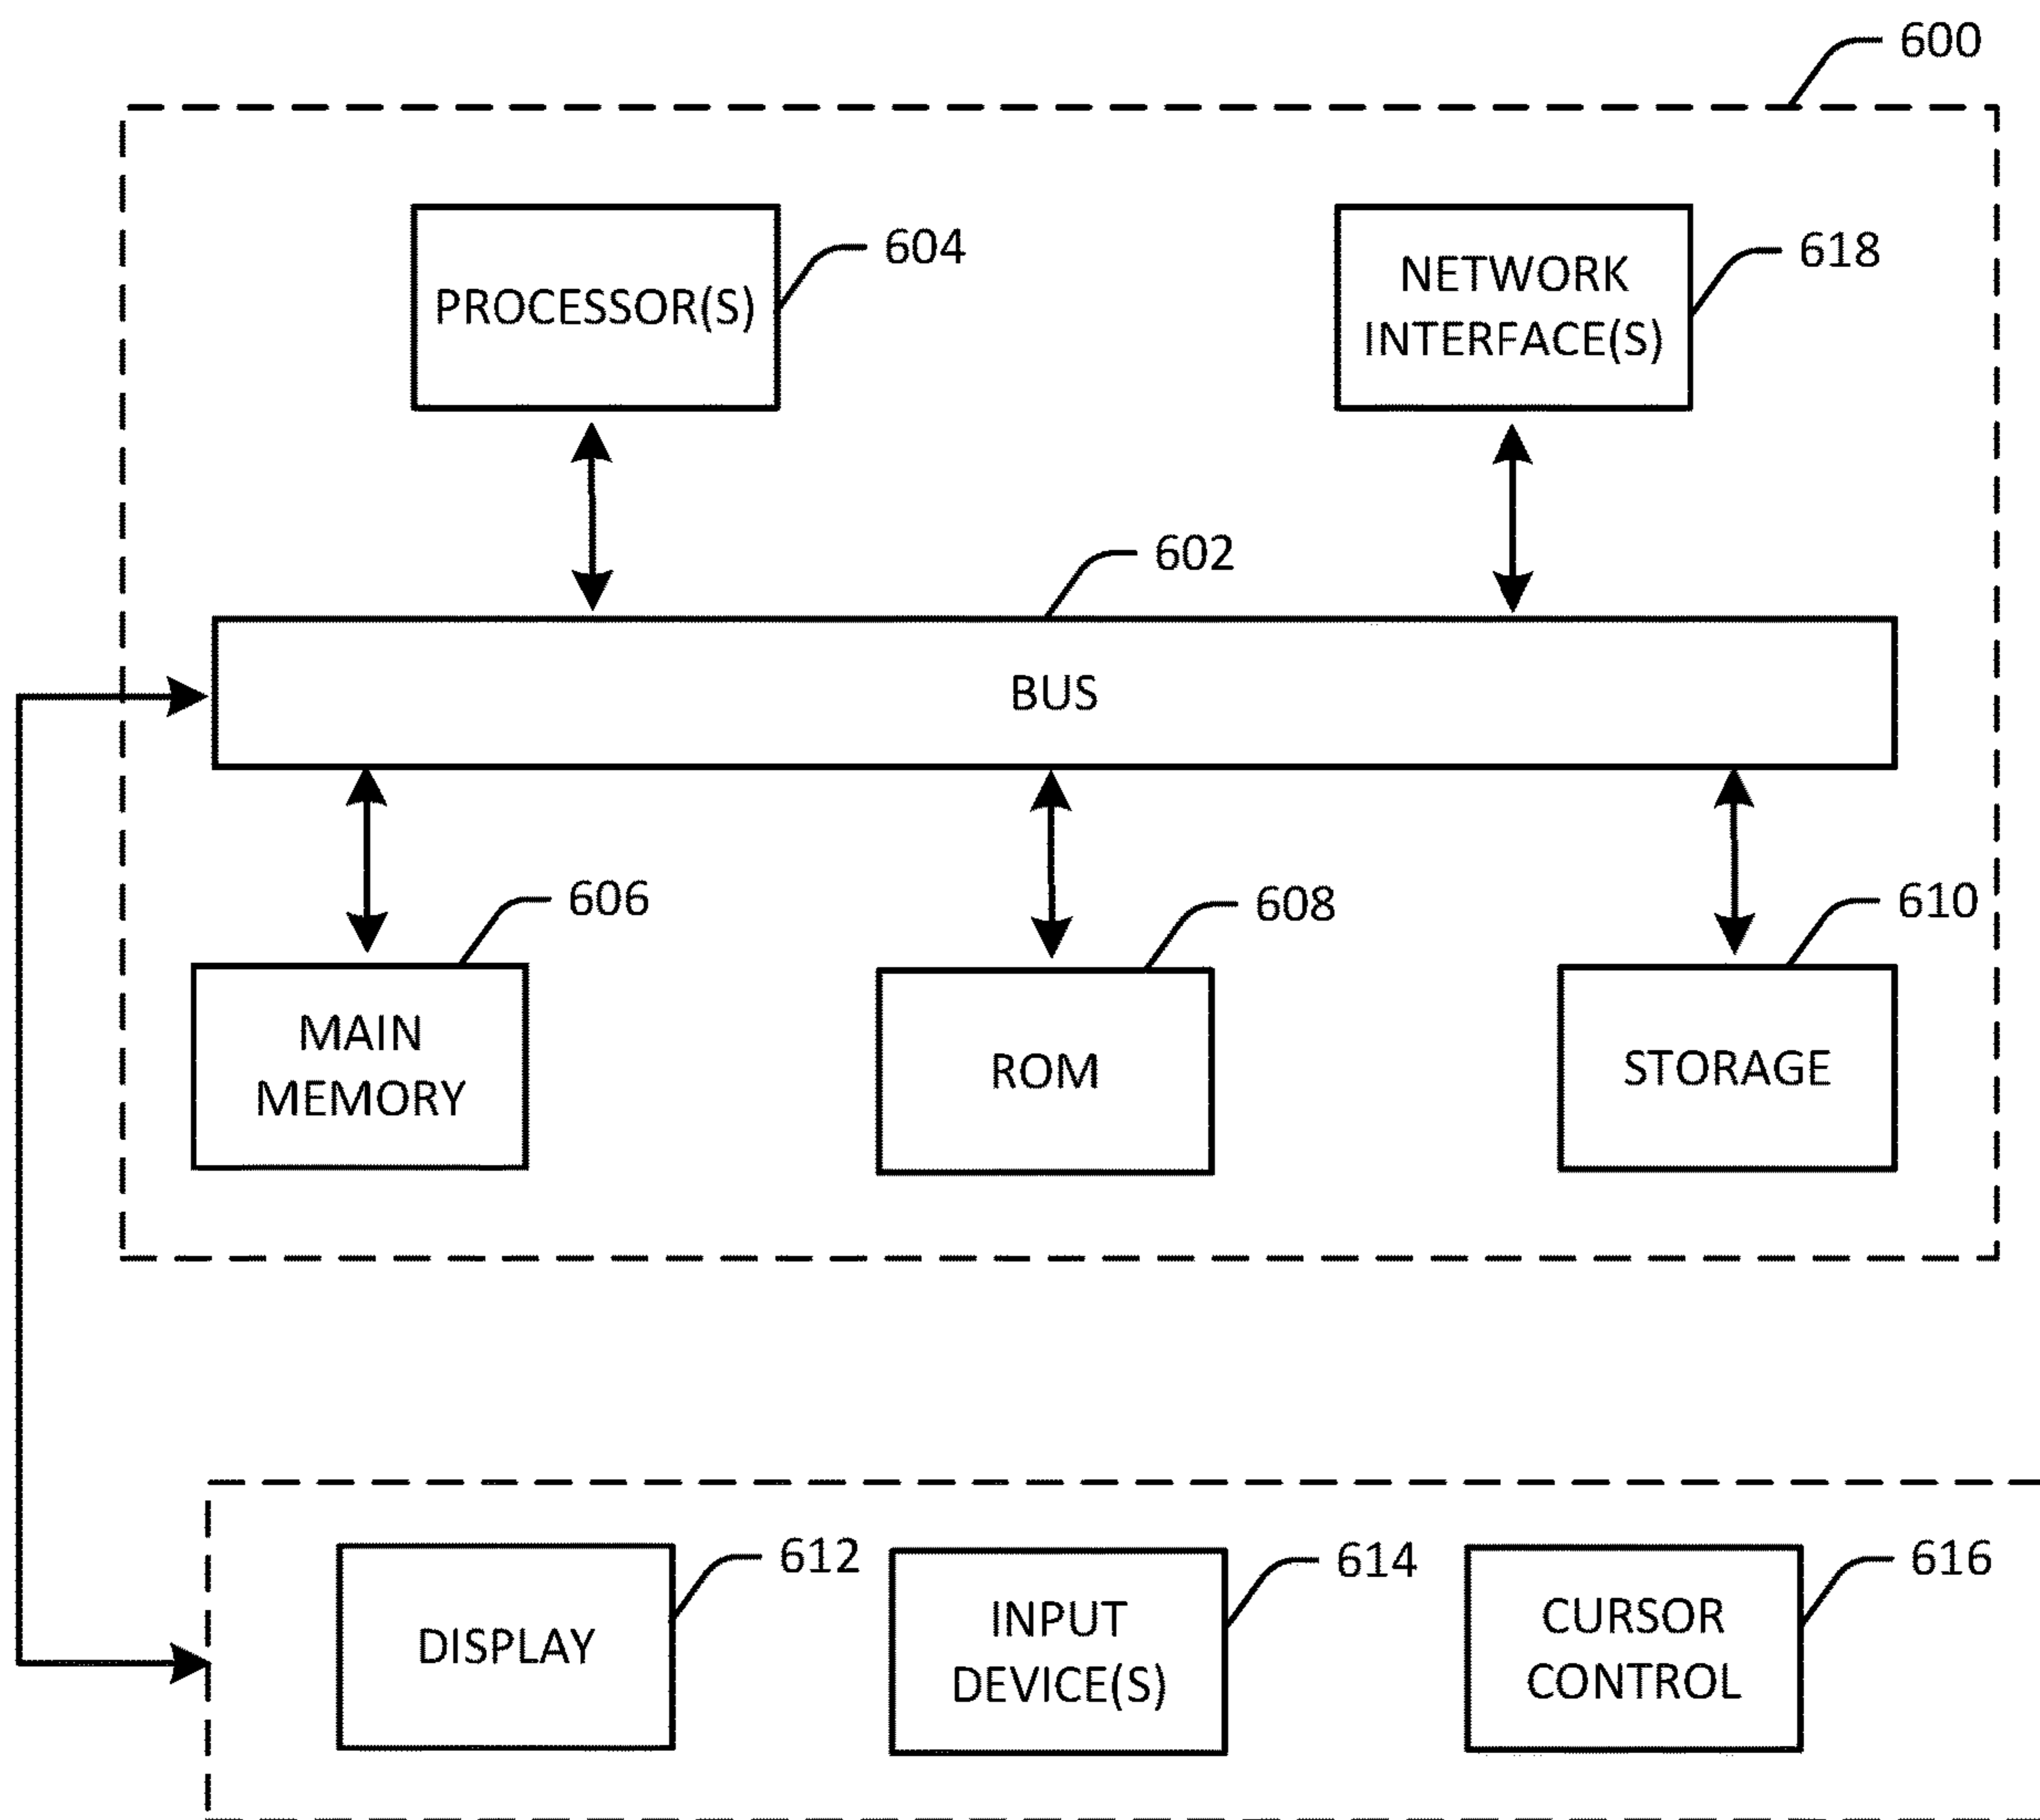 600
PROCESSOR(S)
604
NETWORK
INTERFACE(S)
618
602
BUS
606
608
610
MAIN
MEMORY
ROM
STORAGE
DISPLAY
612
INPUT
DEVICE(S)
614
CURSOR
CONTROL
616